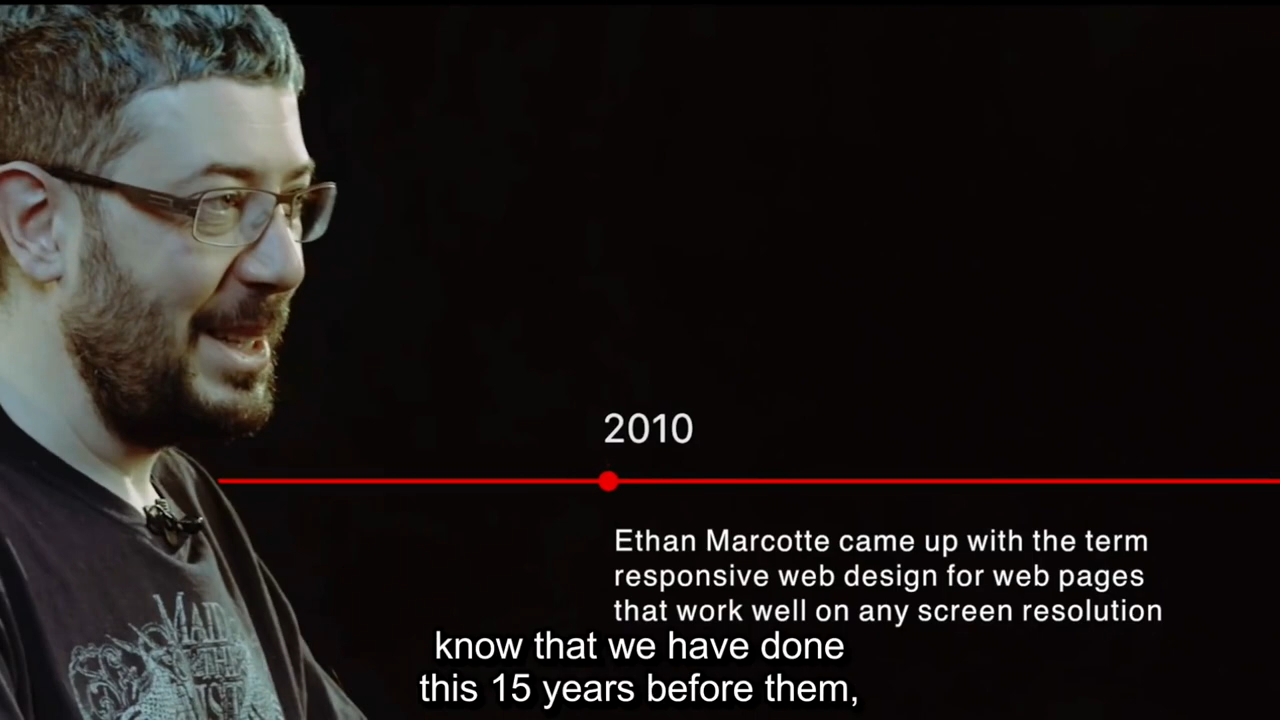 2010
Ethan Marcotte came up with the term
responsive web design for web pages
that work well on any screen resolution
know that we have done
this 15 years before them,